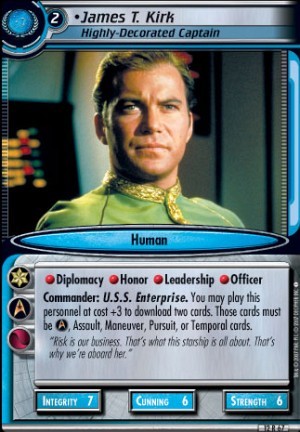 2
•James T. Kirk
Highly-Decorated Captain
Human
Diplomacy Honor Leadership Officer
Commander: U.S.S. Enterprise. You may play this
personnel at cost +3 to download two cards. Those cards must
be , Assault, Maneuver, Pursuit, or Temporal cards.
"Risk is our business. That's what this starship is all about. That's
why we're aboard her."
INTEGRITY 7 CUNNING 6 STRENGTH 6